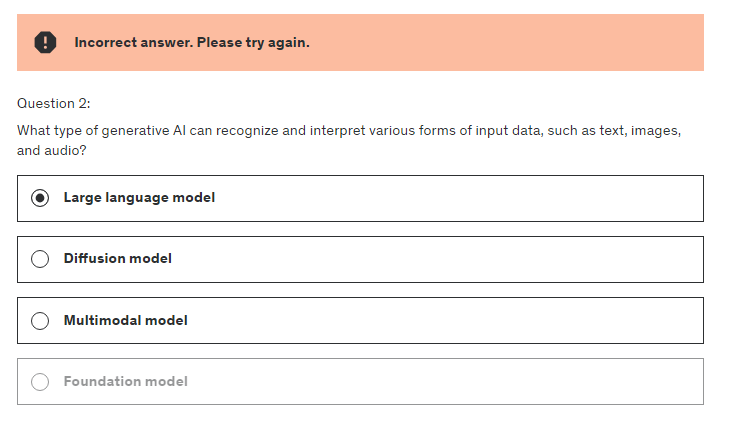 Incorrect answer. Please try again.
Question 2:
What type of generative AI can recognize and interpret various forms of input data, such as text, images,
and audio?
Large language model
Diffusion model
Multimodal model
Foundation model